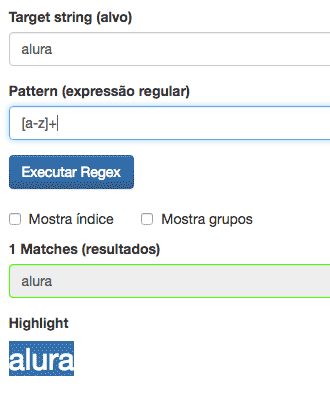 Target string (alvo)
alura
Pattern (expressão regular)
[a-z]+
Executar Regex
Mostra índice Mostra grupos
1 Matches (resultados)
alura
Highlight
alura